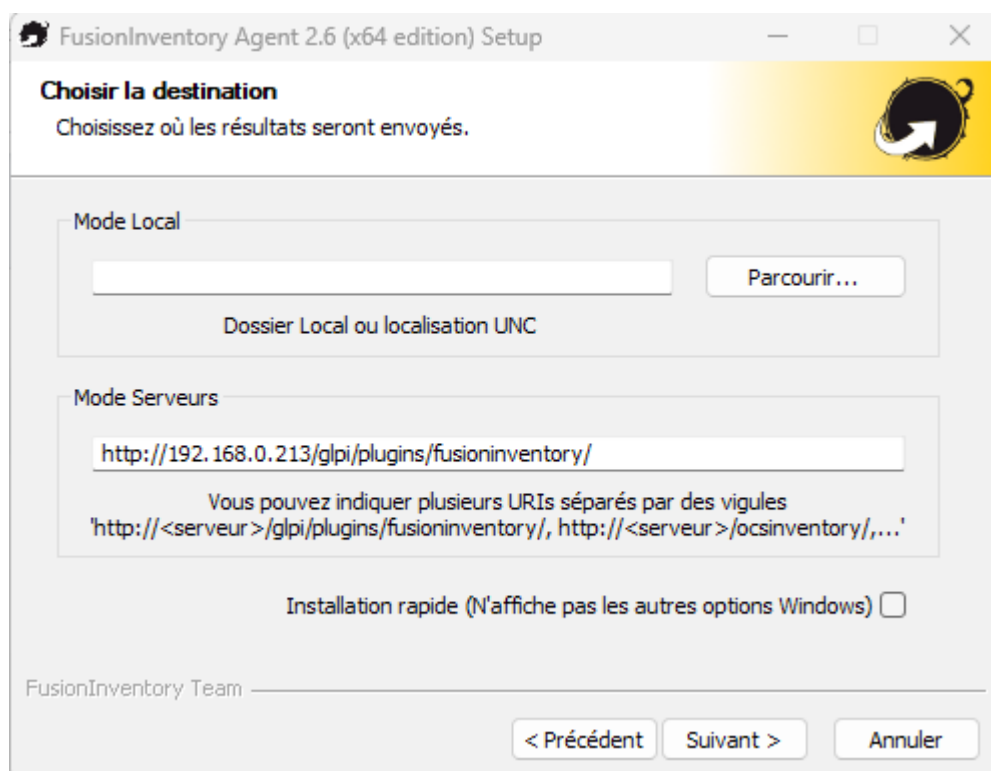 FusionInventory Agent 2.6 (x64 edition) Setup
Choisir la destination
Choisissez où les résultats seront envoyés.
Mode Local
Parcourir...
Dossier Local ou localisation UNC
Mode Serveurs
http://192.168.0.213/glpi/plugins/fusioninventory/
Vous pouvez indiquer plusieurs URIs séparés par des vigules
'http://<serveur>/glpi/plugins/fusioninventory/, http://<serveur>/ocsinventory/,...'
Installation rapide (N'affiche pas les autres options Windows)
FusionInventory Team
< Précédent Suivant > Annuler